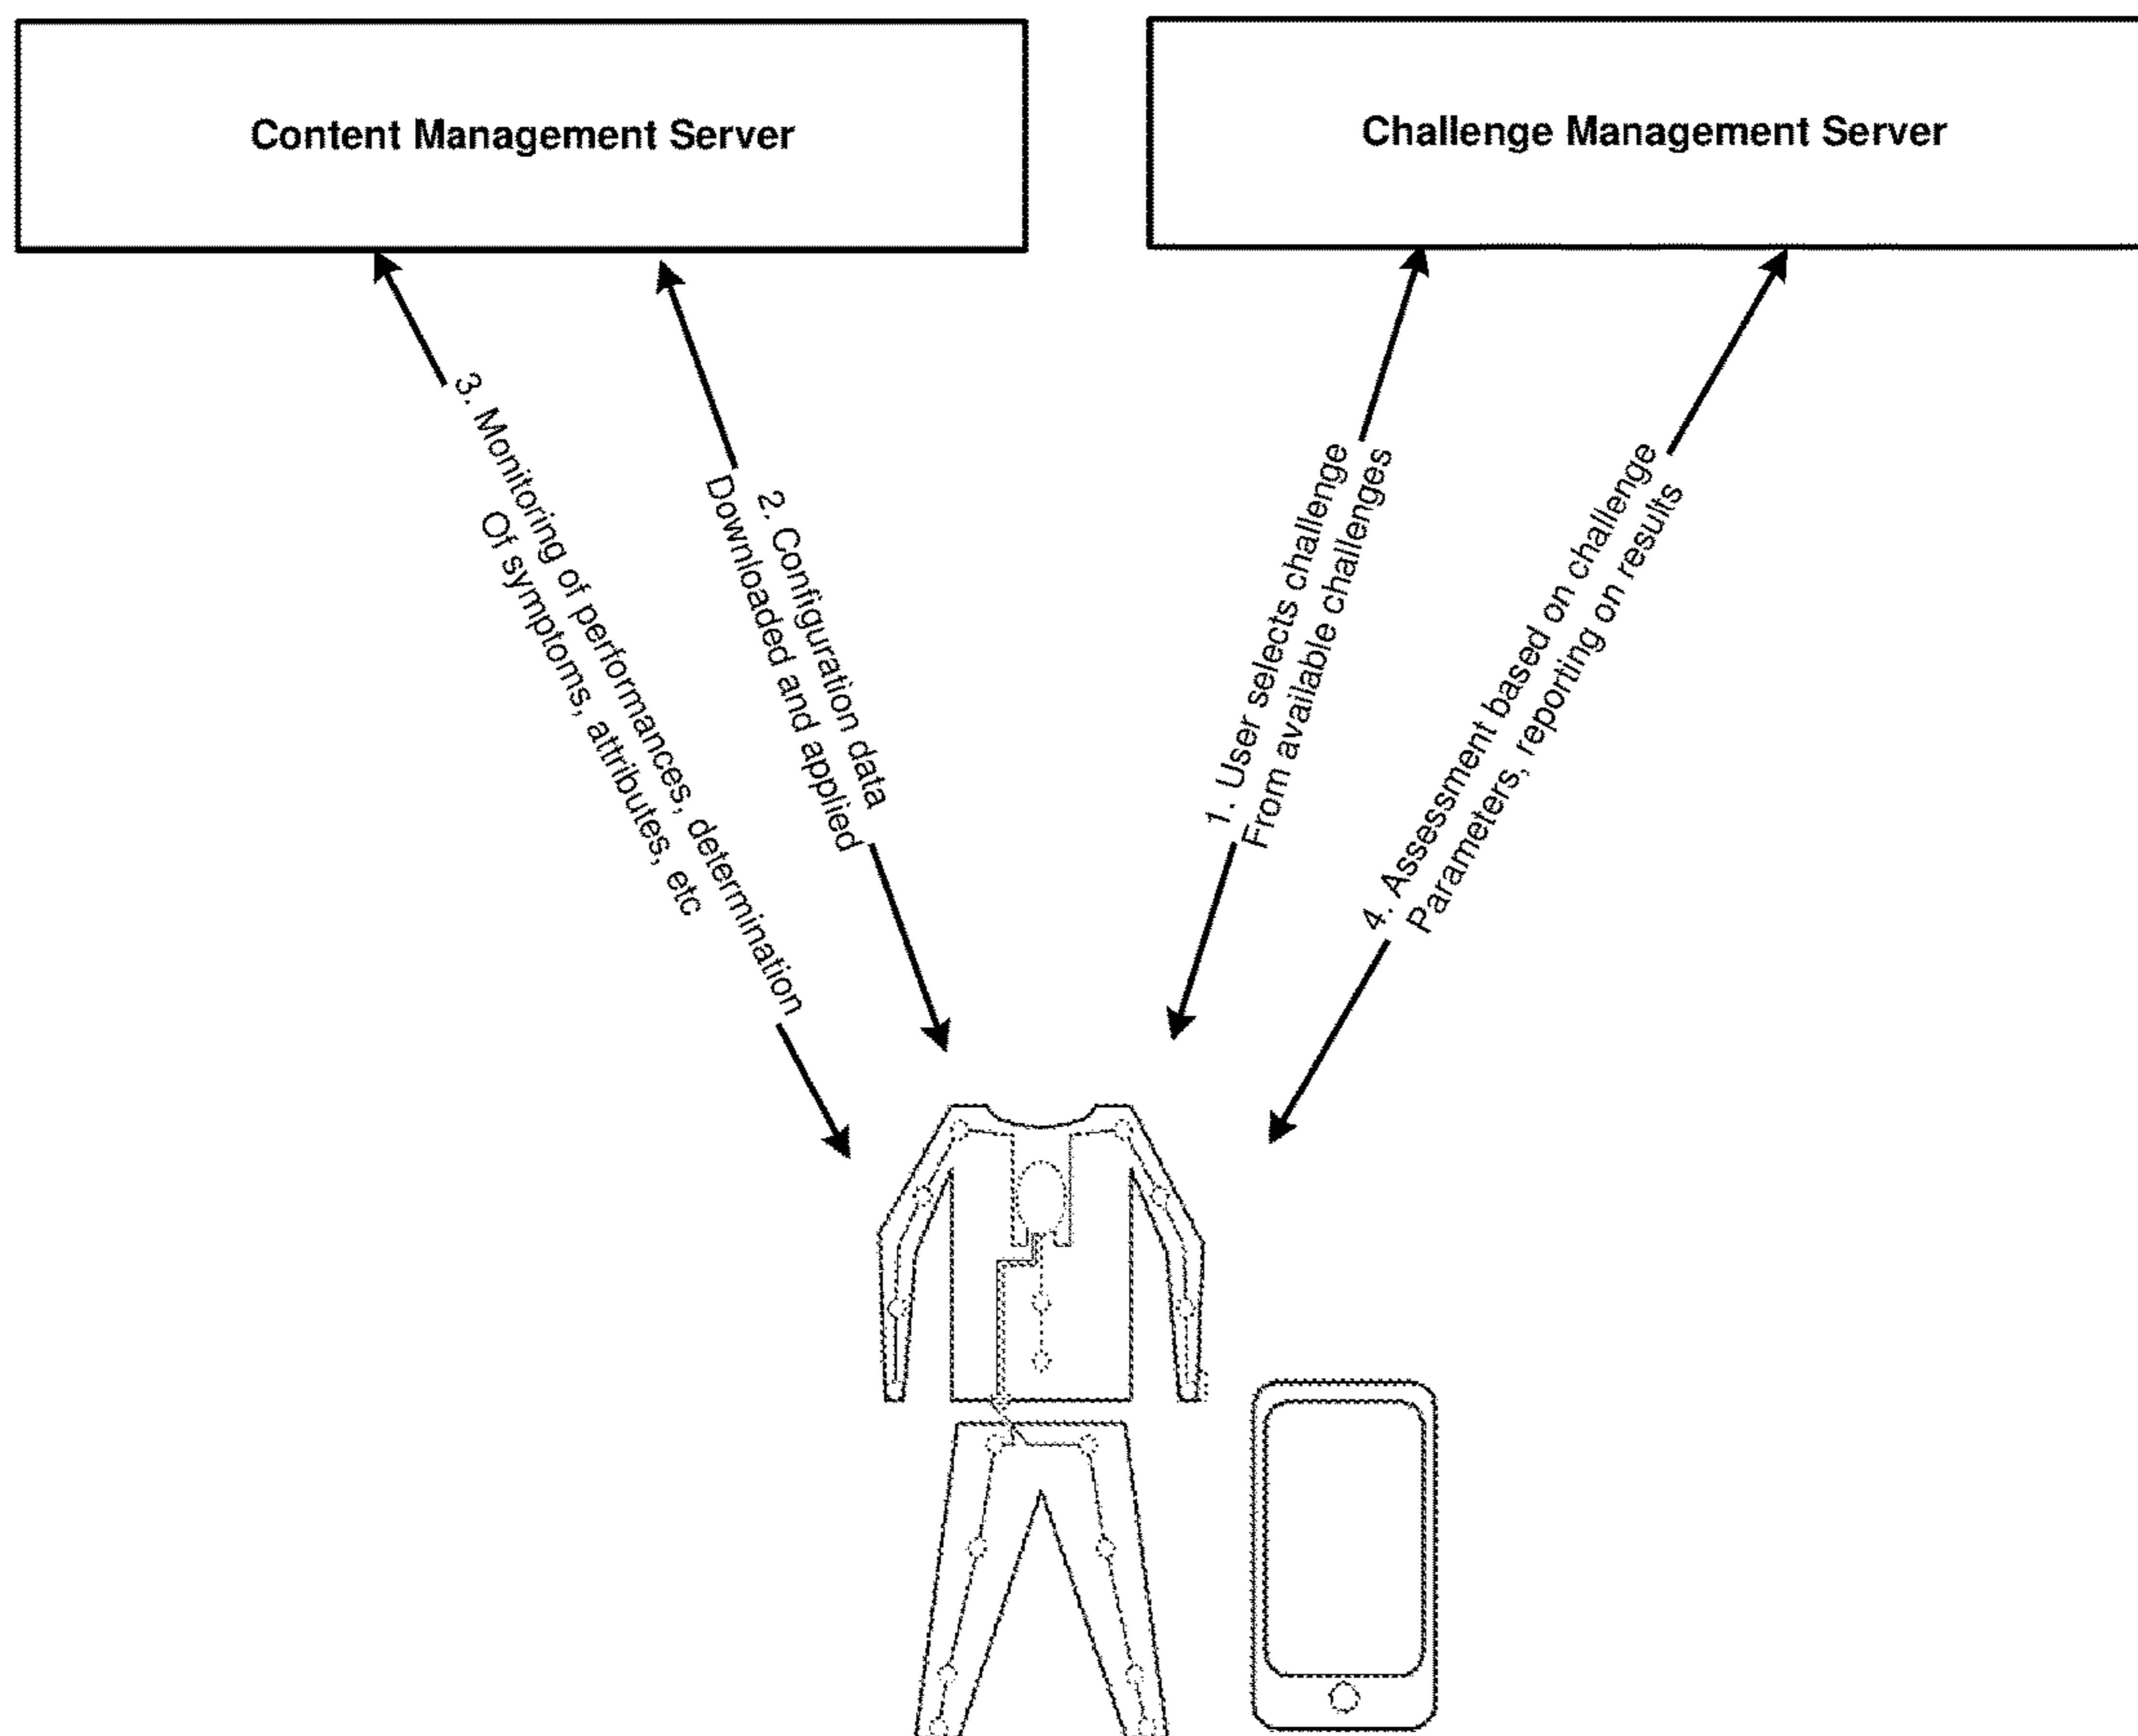 Content Management Server
Challenge Management Server
3. Monitoring of performances, determination
Of symptoms, attributes, etc
2. Configuration data
Downloaded and applied
1. User selects challenge
From available challenges
4. Assessment based on challenge
Parameters, reporting on results